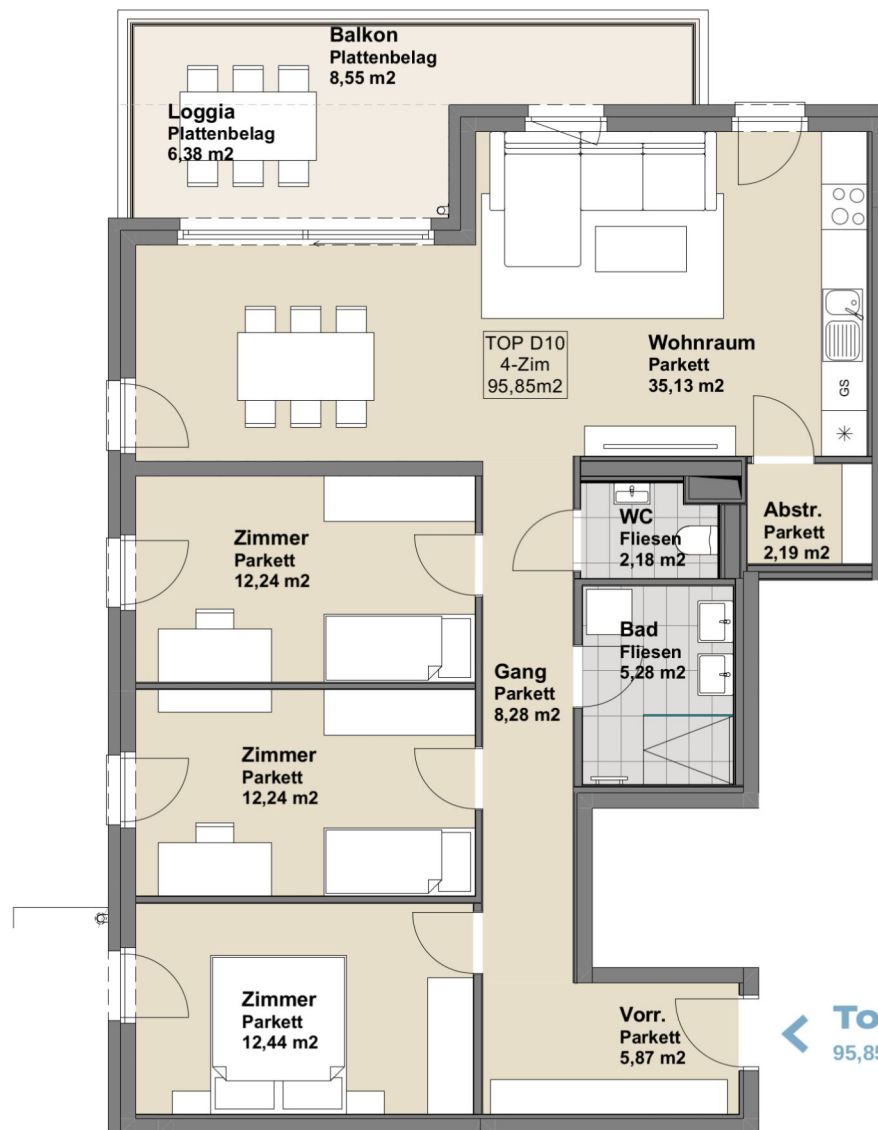 Balkon
Plattenbelag
8,55 m2
Loggia
Plattenbelag
6,38 m2
TOP D10
4-Zim
95,85m2
Wohnraum
Parkett
35,13 m2
GS
WC
Fliesen
2,18 m2
Abstr.
Parkett
2,19 m2
Zimmer
Parkett
12,24 m2
Bad
Fliesen
5,28 m2
Gang
Parkett
8,28 m2
Zimmer
Parkett
12,24 m2
Zimmer
Parkett
12,44 m2
Vorr.
Parkett
5,87 m2
To
95,85